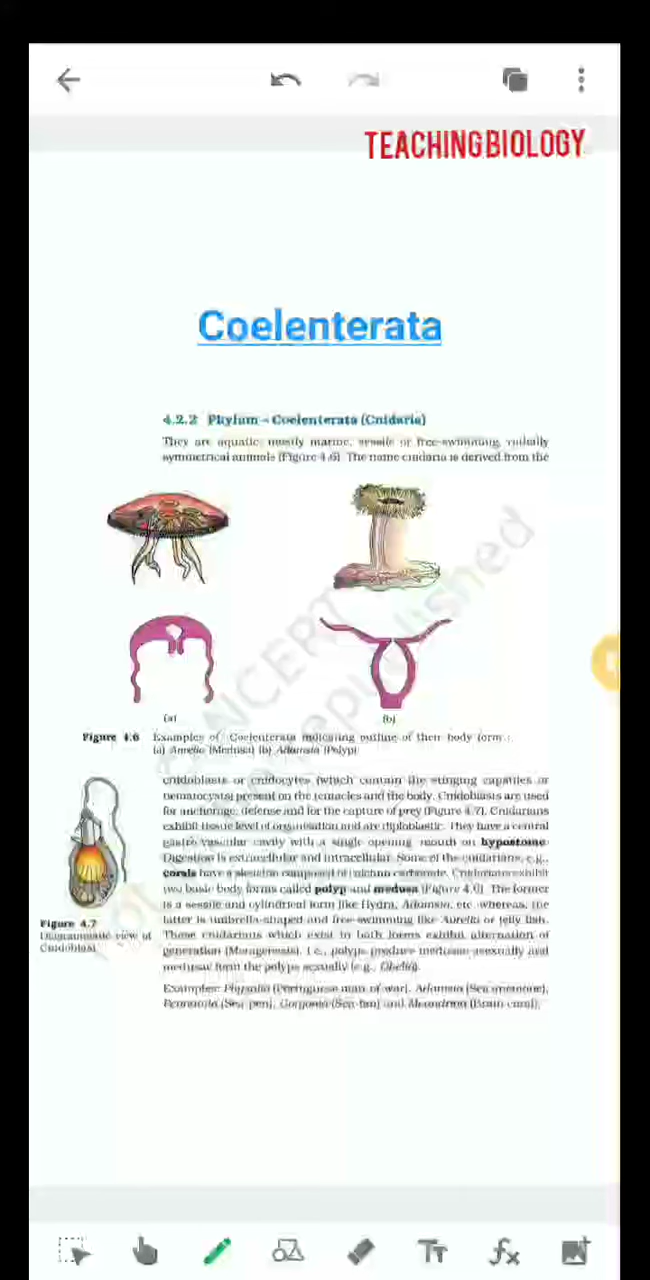 TEACHING BIOLOGY
Coelenterata
4.2.2 Phylum – Coelenterata (Cnidaria)
They are aquatic, mostly marine, sessile or free-swimming, radially
symmetrical animals (Figure 4.6). The name cnidaria is derived from the
(a)
(b)
Figure 4.6 Examples of Coelenterata indicating outline of their body form :
(a) Aurelia (Medusa) (b) Adamsia (Polyp)
cnidoblasts or cnidocytes (which contain the stinging capsules or
nematocysts) present on the tentacles and the body. Cnidoblasts are used
for anchorage, defense and for the capture of prey (Figure 4.7). Cnidarians
exhibit tissue level of organisation and are diploblastic. They have a central
gastro-vascular cavity with a single opening, mouth on hypostome.
Digestion is extracellular and intracellular. Some of the cnidarians, e.g.,
corals have a skeleton composed of calcium carbonate. Cnidarians exhibit
two basic body forms called polyp and medusa (Figure 4.6). The former
is a sessile and cylindrical form like Hydra, Adamsia, etc. whereas, the
latter is umbrella-shaped and free-swimming like Aurelia or jelly fish.
Those cnidarians which exist in both forms exhibit alternation of
generation (Metagenesis), i.e., polyps produce medusae asexually and
medusae form the polyps sexually (e.g., Obelia).
Figure 4.7
Diagrammatic view of
Cnidoblast
Examples: Physalia (Portuguese man-of-war), Adamsia (Sea anemone),
Pennatula (Sea-pen), Gorgonia (Sea-fan) and Meandrina (Brain coral).
Tт
fx